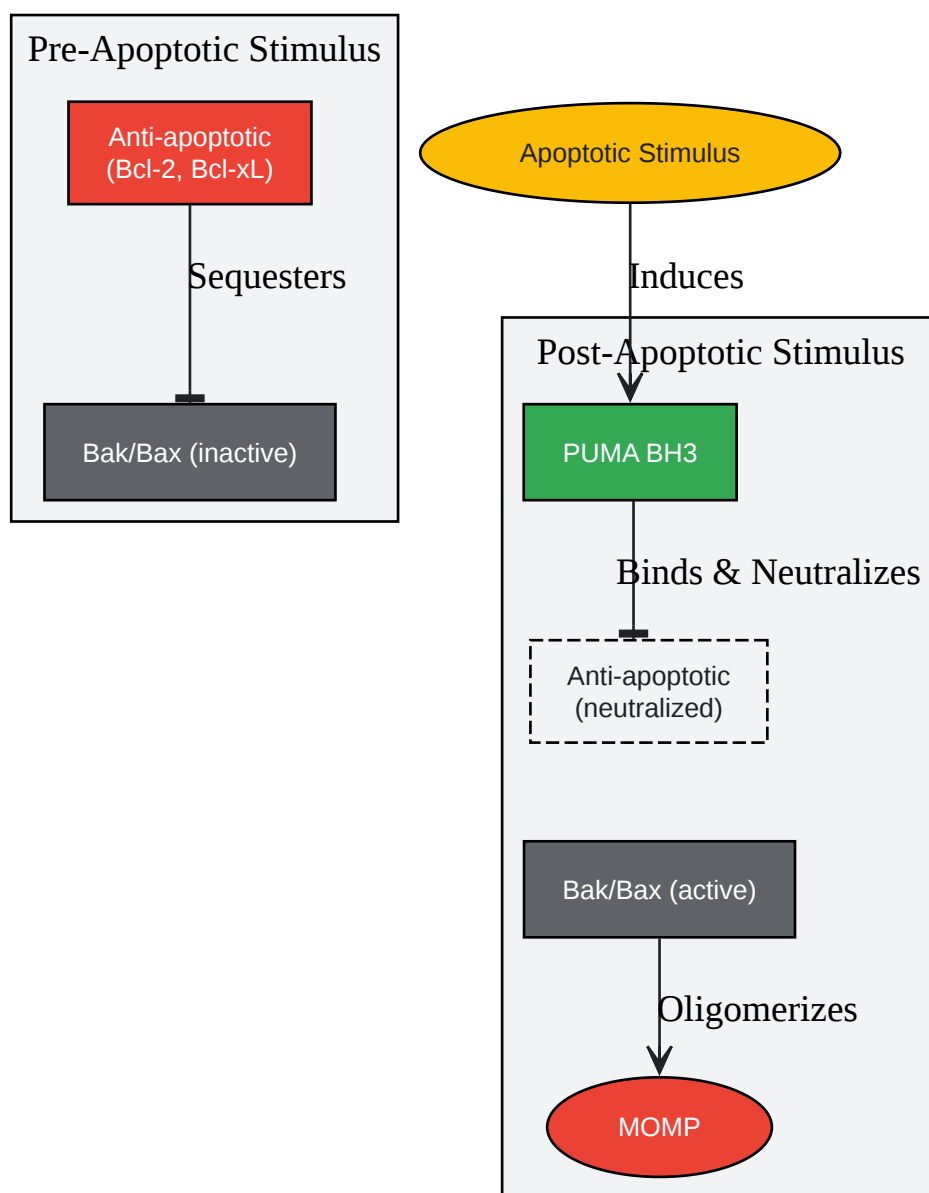 Pre-Apoptotic Stimulus
Anti-apoptotic
(Bcl-2, Bcl-xL)
Sequesters
Bak/Bax (inactive)
Apoptotic Stimulus
Induces
Post-Apoptotic Stimulus
PUMA BH3
Binds & Neutralizes
Anti-apoptotic
(neutralized)
Bak/Bax (active)
Oligomerizes
MOMP